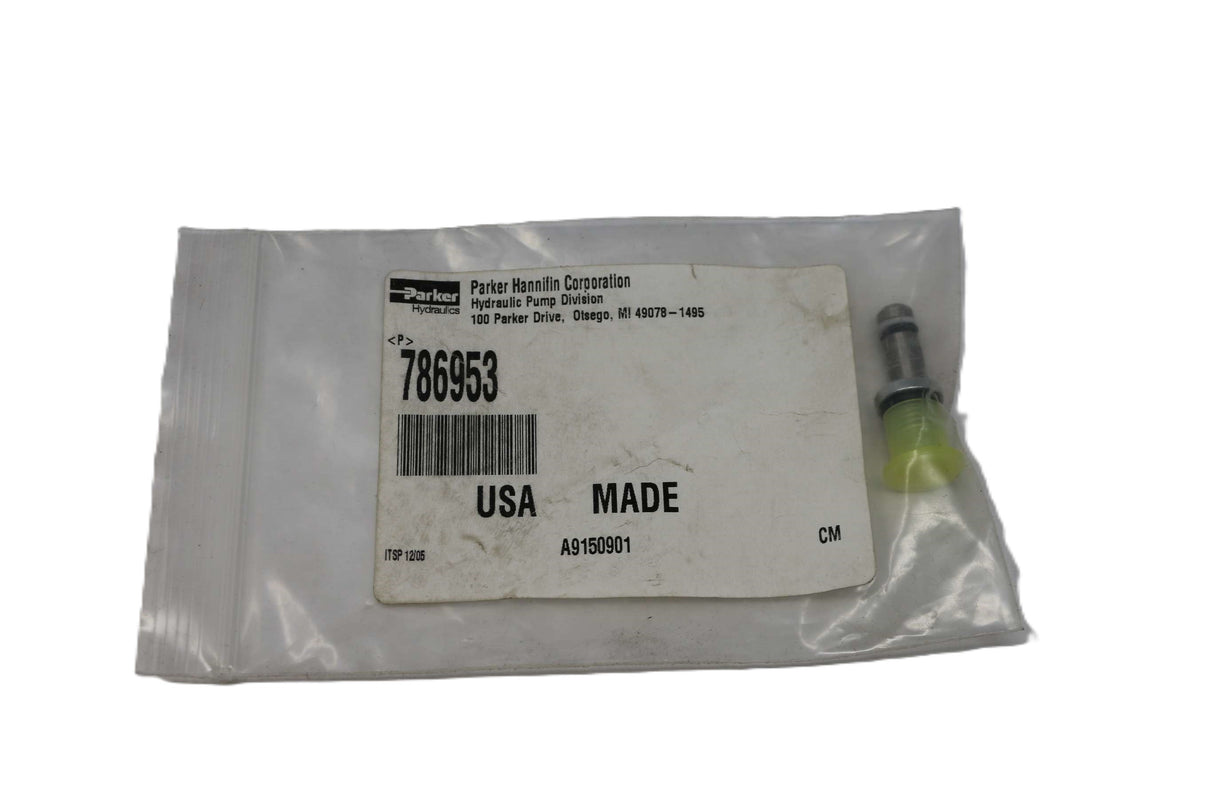 Parker
Hydraulics
Parker Hannifin Corporation
Hydraulic Pump Division
100 Parker Drive, Otsego, MI 49078-1495
<P>
786953
USA MADE
ITSP 12/05
A9150901
CM